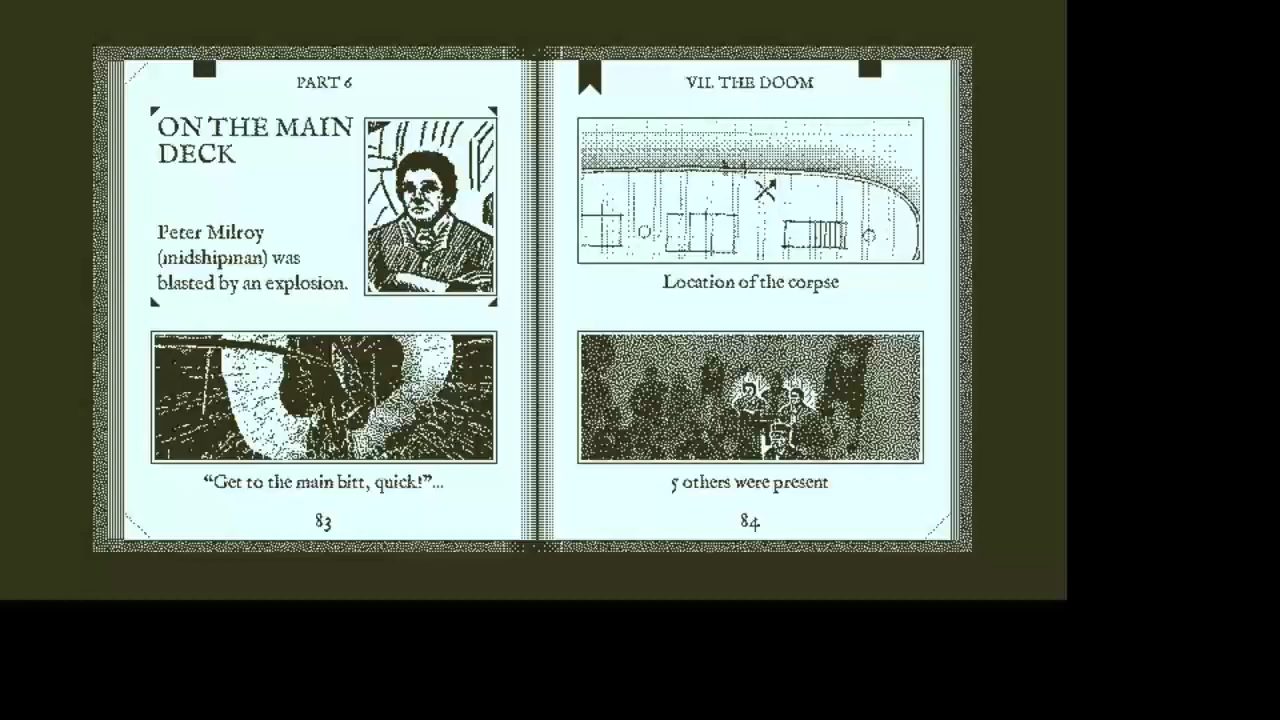 PART 6
ON THE MAIN
DECK
Peter Milroy
(midshipman) was
blasted by an explosion.
“Get to the main bitt, quick!”...
83
VII. THE DOOM
Location of the corpse
5 others were present
84